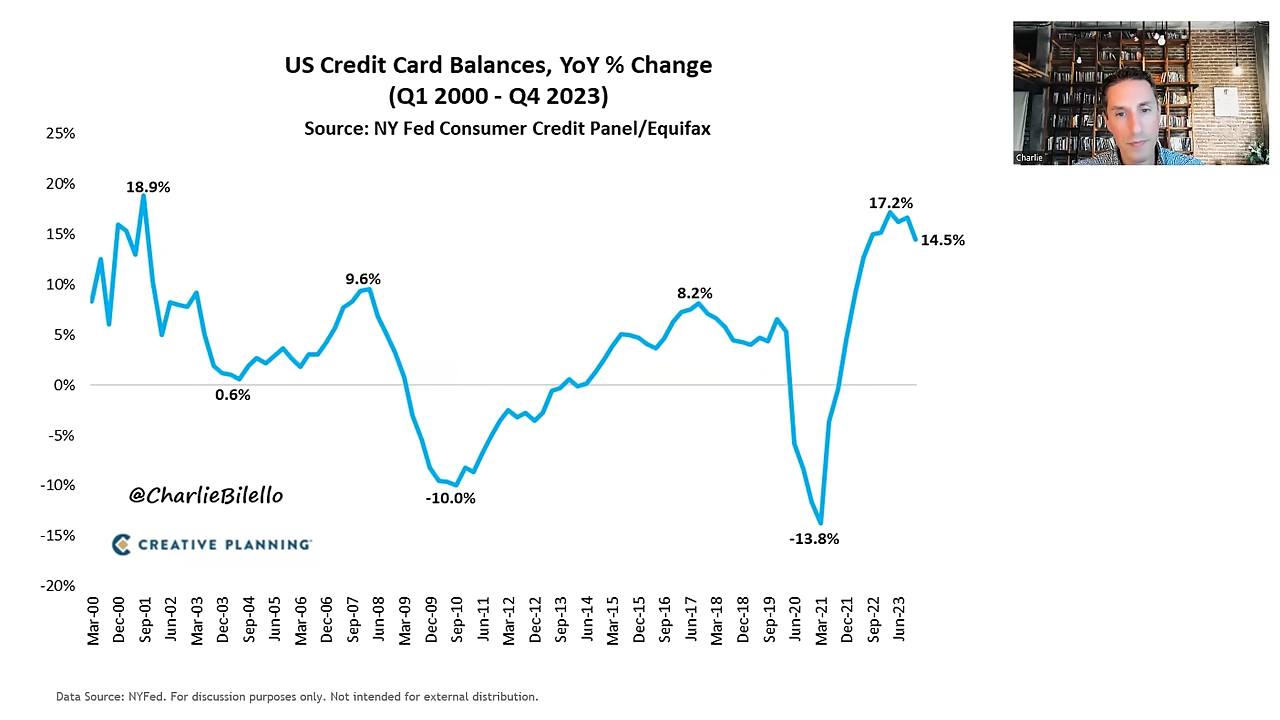 US Credit Card Balances, YoY % Change
(Q1 2000 - Q4 2023)
Source: NY Fed Consumer Credit Panel/Equifax
25%
20%
15%
10%
5%
0%
-5%
-10%
-15%
-20%
18.9%
0.6%
9.6%
-10.0%
8.2%
-13.8%
17.2%
14.5%
@CharlieBilello
CREATIVE PLANNING
Mar-00
Dec-00
Sep-01
Jun-02
Mar-03
Dec-03
Sep-04
Jun-05
Mar-06
Dec-06
Sep-07
Jun-08
Mar-09
Dec-09
Sep-10
Jun-11
Mar-12
Dec-12
Sep-13
Jun-14
Mar-15
Dec-15
Sep-16
Jun-17
Mar-18
Dec-18
Sep-19
Jun-20
Mar-21
Dec-21
Sep-22
Jun-23
Data Source: NYFed. For discussion purposes only. Not intended for external distribution.
Charlie